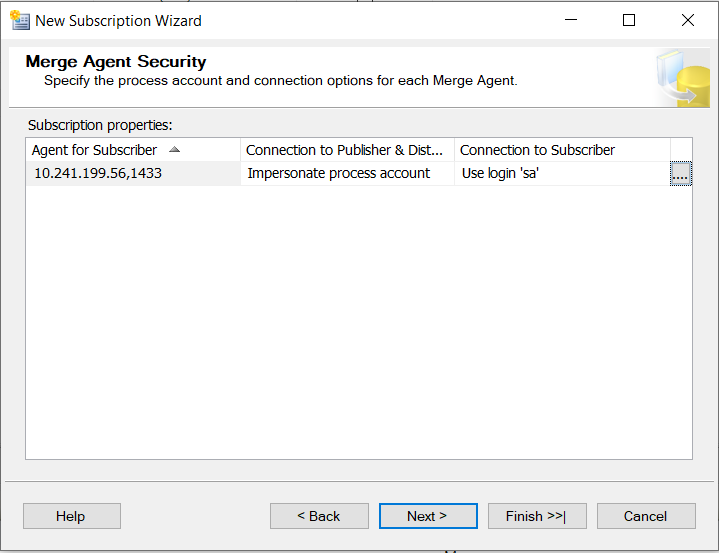 New Subscription Wizard
Merge Agent Security
Specify the process account and connection options for each Merge Agent.
Subscription properties:
Agent for Subscriber Connection to Publisher & Dist... Connection to Subscriber
10.241.199.56,1433 Impersonate process account Use login 'sa' ....
Help < Back Next > Finish >>| Cancel